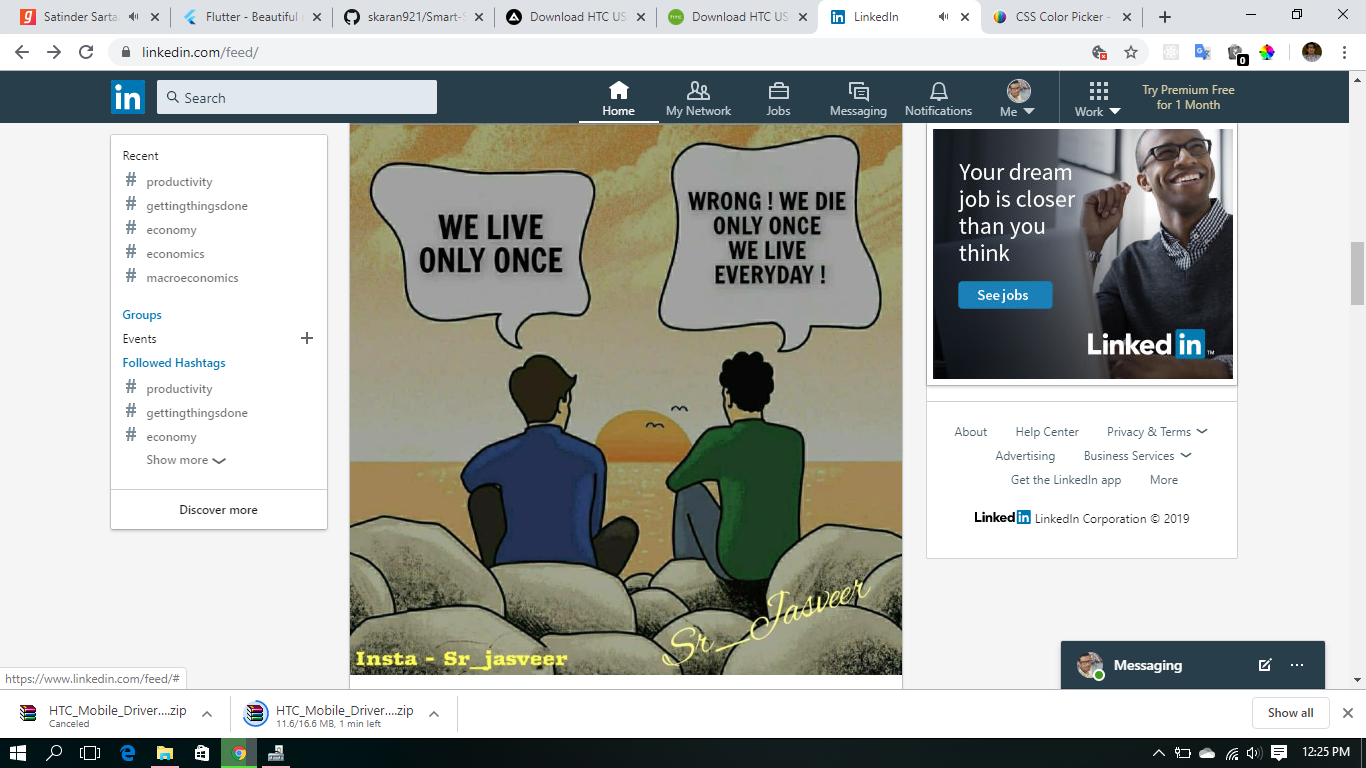 Satinder Sarta
Flutter - Beautiful
skaran921/Smart-S
Download HTC US
Download HTC US
LinkedIn
CSS Color Picker -
linkedin.com/feed/
0
in
Search
Home
My Network
Jobs
Messaging
Notifications
Me
Work
Try Premium Free
for 1 Month
Recent
# productivity
# gettingthingsdone
# economy
# economics
# macroeconomics
Groups
Events
Followed Hashtags
# productivity
# gettingthingsdone
# economy
Show more
Discover more
WE LIVE
ONLY ONCE
WRONG ! WE DIE
ONLY ONCE
WE LIVE
EVERYDAY !
Sr_Jasveer
Insta - Sr_jasveer
Your dream
job is closer
than you
think
See jobs
Linked in ™
About Help Center Privacy & Terms
Advertising Business Services
Get the LinkedIn app More
Linked in LinkedIn Corporation © 2019
Messaging
https://www.linkedin.com/feed/#
HTC_Mobile_Driver....zip
Canceled
HTC_Mobile_Driver....zip
11.6/16.6 MB, 1 min left
Show all
12:25 PM